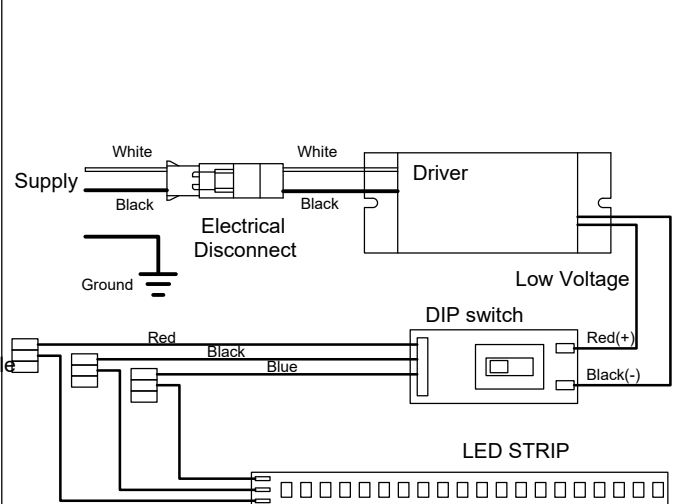 White
White
Driver
Supply
Black
Black
Electrical
Disconnect
Ground
Low Voltage
DIP switch
Red
Red(+)
Black
le
Blue
Black(-)
LED STRIP